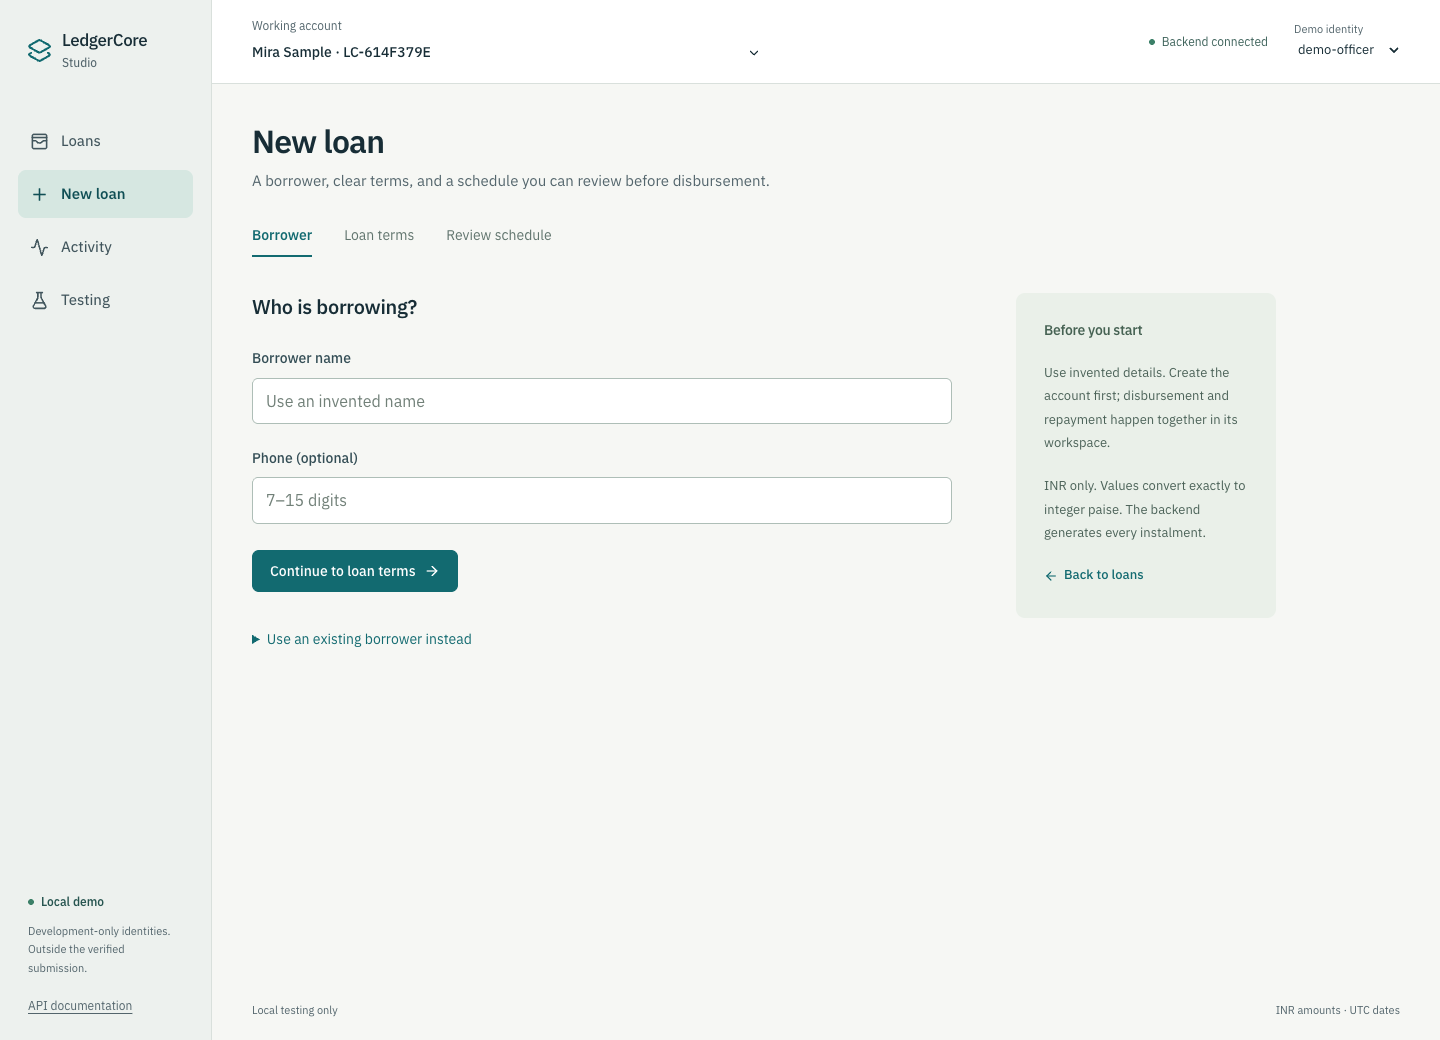 LedgerCore
Studio
Loans
New loan
Activity
Testing
Local demo
Development-only identities.
Outside the verified
submission.
API documentation
Working account
Mira Sample · LC-614F379E
Backend connected
Demo identity
demo-officer
New loan
A borrower, clear terms, and a schedule you can review before disbursement.
Borrower
Loan terms
Review schedule
Who is borrowing?
Borrower name
Use an invented name
Phone (optional)
7–15 digits
Continue to loan terms
Use an existing borrower instead
Before you start
Use invented details. Create the
account first; disbursement and
repayment happen together in its
workspace.
INR only. Values convert exactly to
integer paise. The backend
generates every instalment.
Back to loans
Local testing only
INR amounts · UTC dates